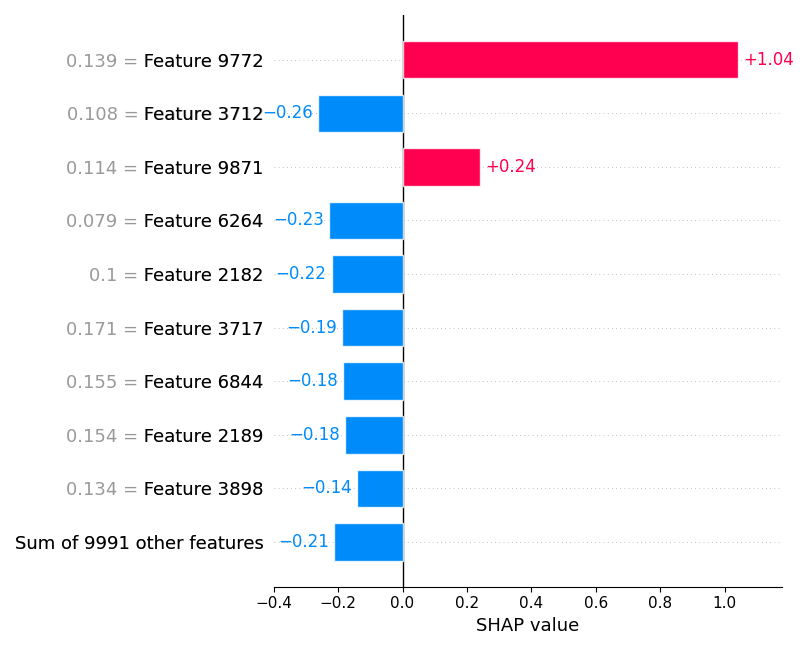 0.139 = Feature 9772 +1.04
0.108 = Feature 3712 −0.26
0.114 = Feature 9871 +0.24
0.079 = Feature 6264 −0.23
0.1 = Feature 2182 −0.22
0.171 = Feature 3717 −0.19
0.155 = Feature 6844 −0.18
0.154 = Feature 2189 −0.18
0.134 = Feature 3898 −0.14
Sum of 9991 other features −0.21
−0.4 −0.2 0.0 0.2 0.4 0.6 0.8 1.0
SHAP value